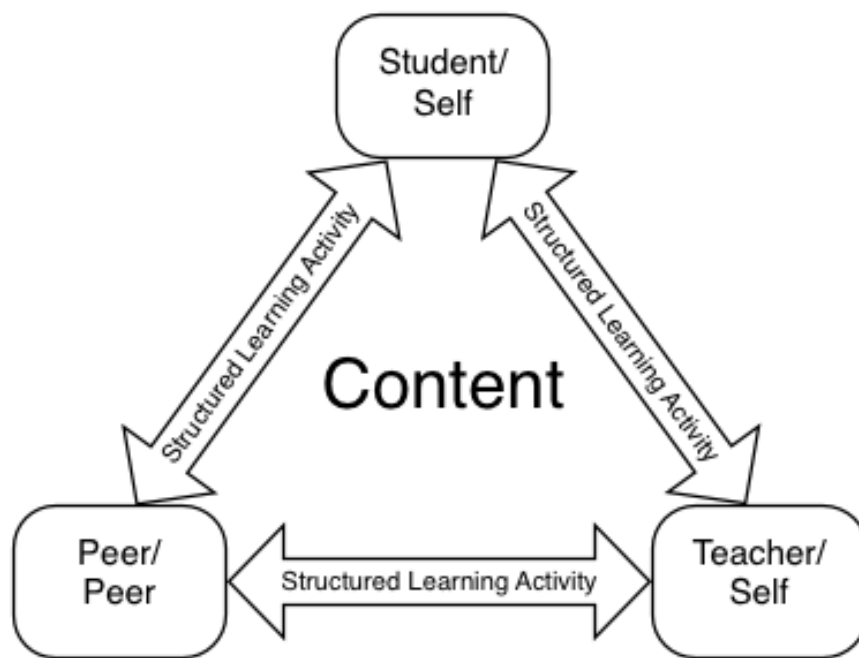 Student/
Self
Structured Learning Activity
Structured Learning Activity
Content
Peer/
Peer
Structured Learning Activity
Teacher/
Self